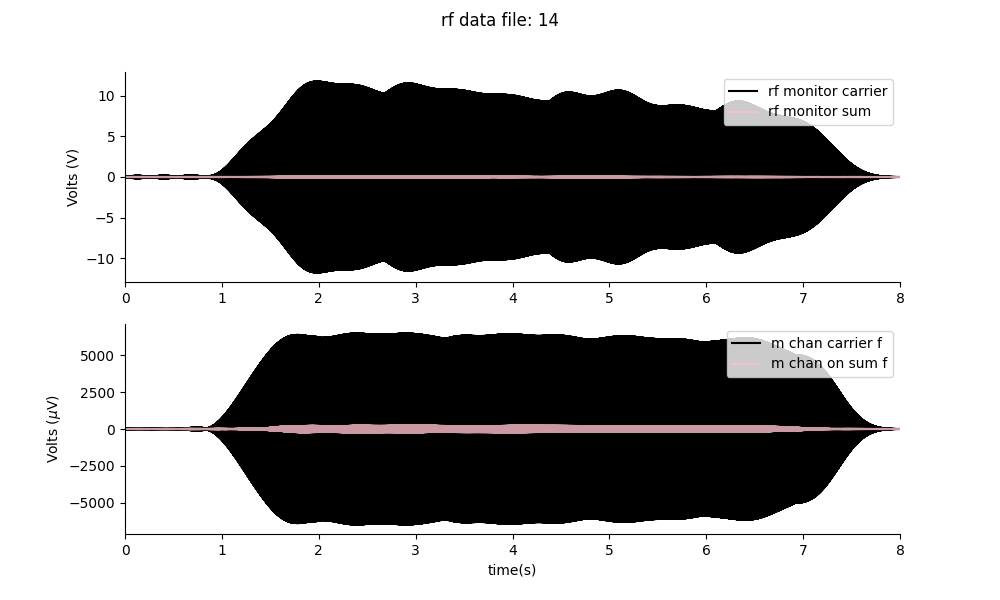 rf data file: 14
10
5
0
−5
−10
Volts (V)
rf monitor carrier
rf monitor sum
0 1 2 3 4 5 6 7 8
5000
2500
0
−2500
−5000
Volts (μV)
m chan carrier f
m chan on sum f
0 1 2 3 4 5 6 7 8
time(s)